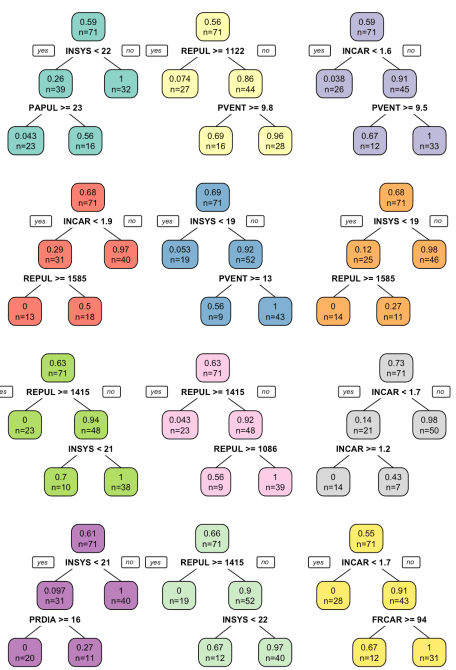 0.59 0.56 0.59
n=71 n=71 n=71
yes INSYS < 22 no yes REPUL >= 1122 no yes INCAR < 1.6 no
0.26 1 0.074 0.86 0.038 0.91
n=39 n=32 n=27 n=44 n=26 n=45
PAPUL >= 23 PVENT >= 9.8 PVENT >= 9.5
0.043 0.56 0.69 0.96 0.67 1
n=23 n=16 n=16 n=28 n=12 n=33
0.68 0.69 0.68
n=71 n=71 n=71
yes INCAR < 1.9 no yes INSYS < 19 no yes INSYS < 19 no
0.29 0.97 0.053 0.92 0.12 0.98
n=31 n=40 n=19 n=52 n=25 n=46
REPUL >= 1585 PVENT >= 13 REPUL >= 1585
0 0.5 0.56 1 0 0.27
n=13 n=18 n=9 n=43 n=14 n=11
0.63 0.63 0.73
n=71 n=71 n=71
es REPUL >= 1415 no yes REPUL >= 1415 no yes INCAR < 1.7 no
0 0.94 0.043 0.92 0.14 0.98
n=23 n=48 n=23 n=48 n=21 n=50
INSYS < 21 REPUL >= 1086 INCAR >= 1.2
0.7 1 0.56 1 0 0.43
n=10 n=38 n=9 n=39 n=14 n=7
0.61 0.66 0.55
n=71 n=71 n=71
yes INSYS < 21 no yes REPUL >= 1415 no yes INCAR < 1.7 no
0.097 1 0 0.9 0 0.91
n=31 n=40 n=19 n=52 n=28 n=43
PRDIA >= 16 INSYS < 22 FRCAR >= 94
0 0.27 0.67 0.97 0.67 1
n=20 n=11 n=12 n=40 n=12 n=31